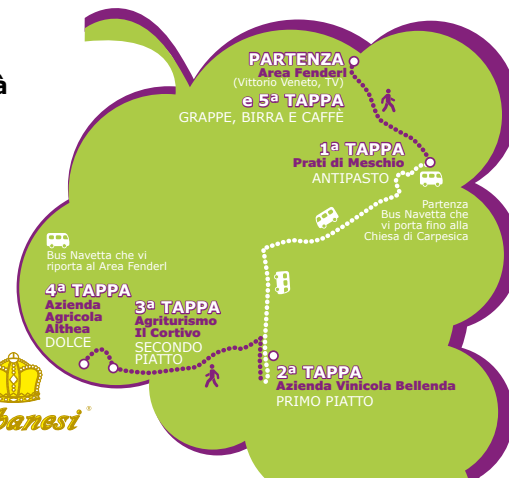 à
PARTENZA
Area Fenderl
(Vittorio Veneto, TV)
e 5ª TAPPA
GRAPPE, BIRRA E CAFFÈ
1ª TAPPA
Prati di Meschio
ANTIPASTO
Partenza
Bus Navetta che
vi porta fino alla
Chiesa di Carpesica
Bus Navetta che vi
riporta al Area Fenderl
4ª TAPPA
Azienda
Agricola
Althea
DOLCE
3ª TAPPA
Agriturismo
Il Cortivo
SECONDO
PIATTO
2ª TAPPA
Azienda Vinicola Bellenda
PRIMO PIATTO
banesi